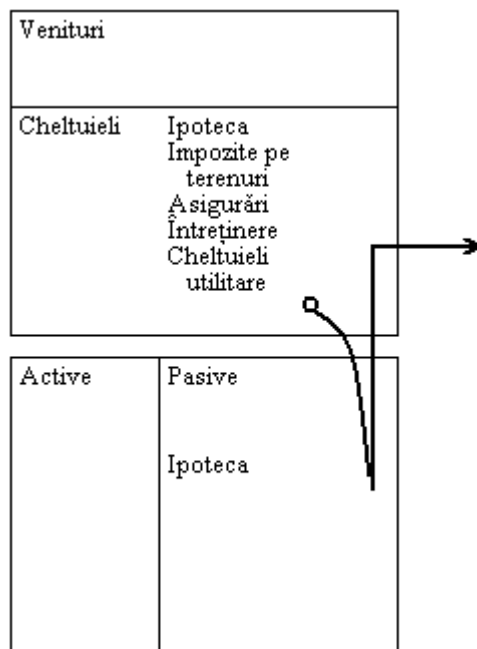 Venituri
Cheltuieli
Ipoteca
Impozite pe
terenuri
Asigurări
Întreținere
Cheltuieli
utilitare
Active
Pasive
Ipoteca